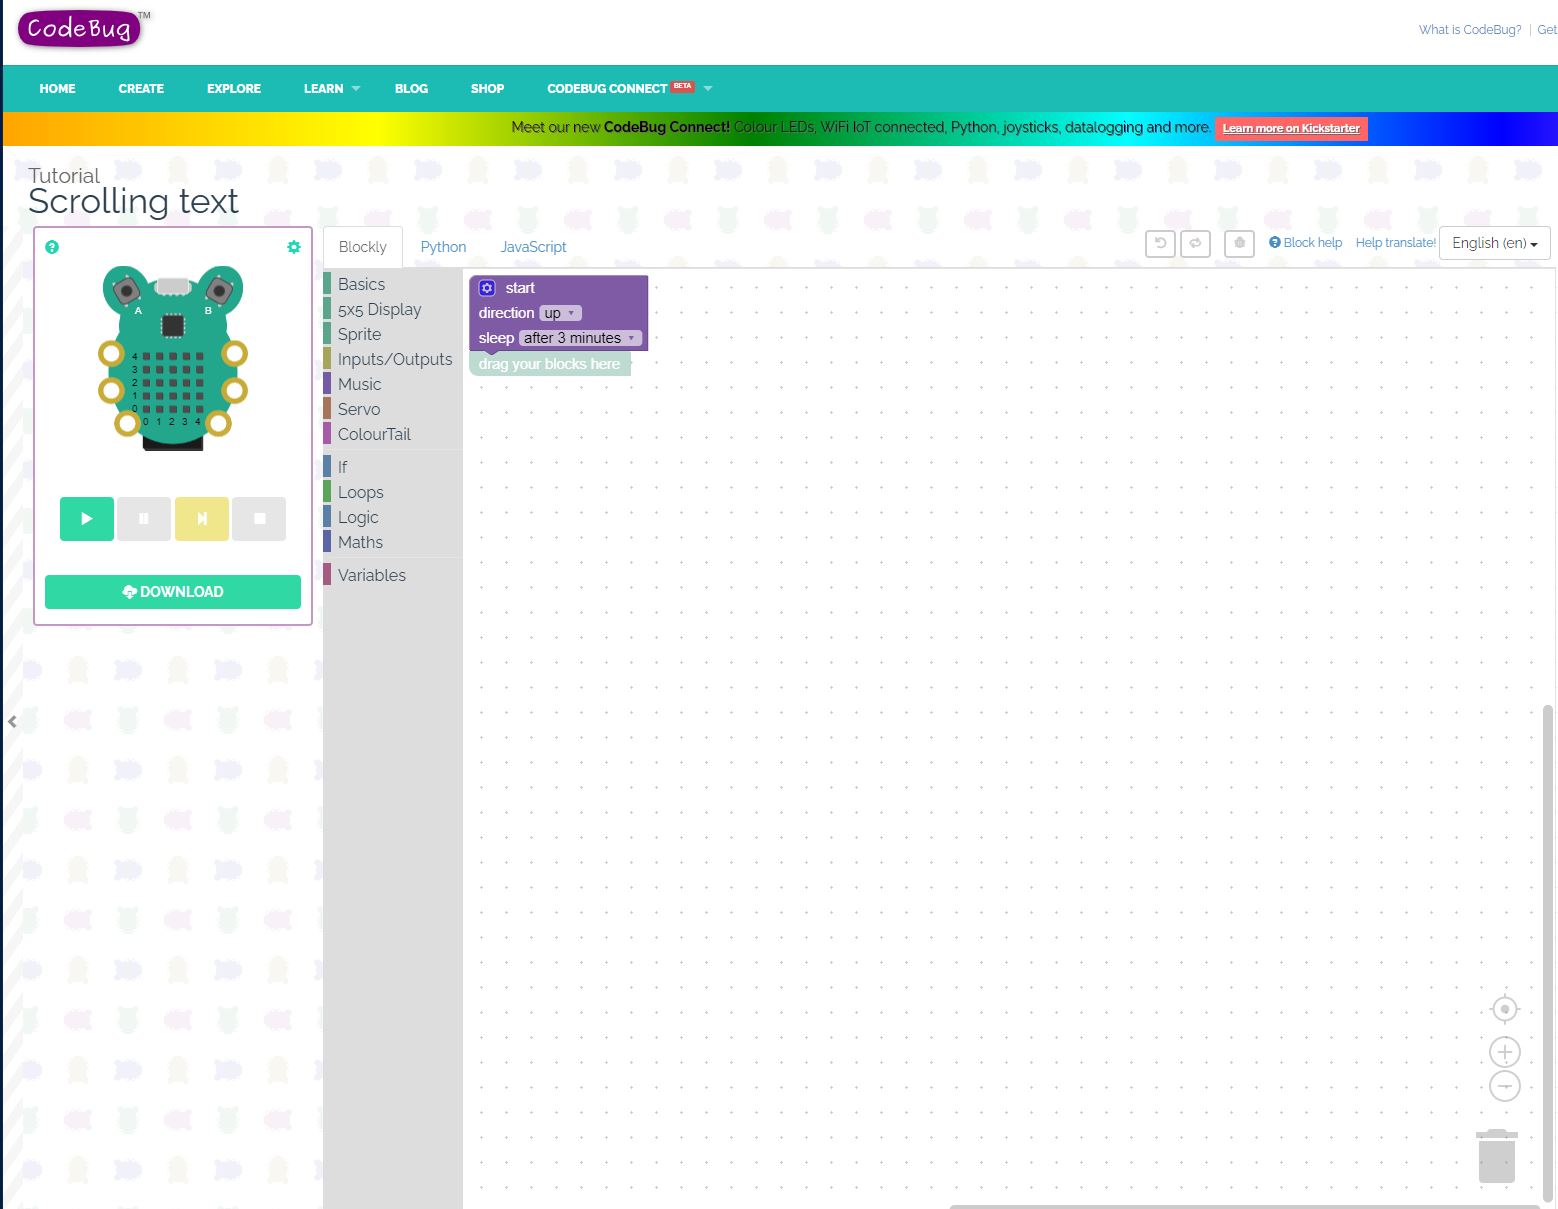 CodeBug™
What is CodeBug? | Get
HOME CREATE EXPLORE LEARN BLOG SHOP CODEBUG CONNECT BETA
Meet our new CodeBug Connect! Colour LEDs, WiFi IoT connected, Python, joysticks, datalogging and more. Learn more on Kickstarter
Tutorial
Scrolling text
A B
4
3
2
1
0
0 1 2 3 4
DOWNLOAD
Blockly Python JavaScript
Block help Help translate! English (en)
Basics
5x5 Display
Sprite
Inputs/Outputs
Music
Servo
ColourTail
If
Loops
Logic
Maths
Variables
start
direction up
sleep after 3 minutes
drag your blocks here